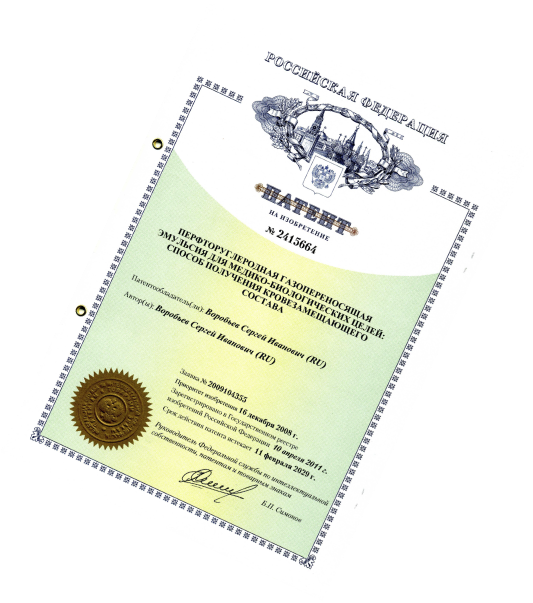 РОССИЙСКАЯ ФЕДЕРАЦИЯ
ПАТЕНТ
НА ИЗОБРЕТЕНИЕ
№ 2415664
ПЕРФТОРУГЛЕРОДНАЯ ГАЗОПЕРЕНОСЯЩАЯ
ЭМУЛЬСИЯ ДЛЯ МЕДИКО-БИОЛОГИЧЕСКИХ ЦЕЛЕЙ:
СПОСОБ ПОЛУЧЕНИЯ КРОВЕЗАМЕЩАЮЩЕГО
СОСТАВА
Патентообладатель(ли): Воробьев Сергей Иванович (RU)
Автор(ы): Воробьев Сергей Иванович (RU)
Заявка № 2009104355
Приоритет изобретения 16 декабря 2008 г.
Зарегистрировано в Государственном реестре
изобретений Российской Федерации 10 апреля 2011 г.
Срок действия патента истекает 11 февраля 2029 г.
Руководитель Федеральной службы по интеллектуальной
собственности, патентам и товарным знакам
Б.П. Симонов